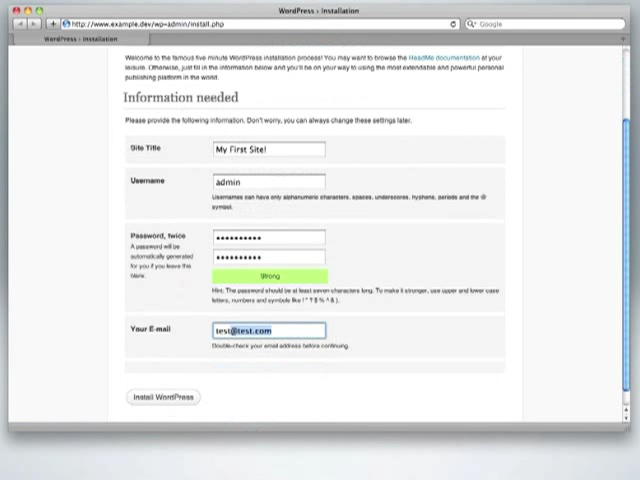 WordPress › Installation
http://www.example.dev/wp-admin/install.php
Google
WordPress › Installation
Welcome to the famous five minute WordPress installation process! You may want to browse the ReadMe documentation at your
leisure. Otherwise, just fill in the information below and you'll be on your way to using the most extendable and powerful personal
publishing platform in the world.
Information needed
Please provide the following information. Don't worry, you can always change these settings later.
Site Title
My First Site!
Username
admin
Usernames can have only alphanumeric characters, spaces, underscores, hyphens, periods and the @
symbol.
Password, twice
A password will be
automatically generated
for you if you leave this
blank.
••••••••••
••••••••••
Strong
Hint: The password should be at least seven characters long. To make it stronger, use upper and lower case
letters, numbers and symbols like ! " ? $ % ^ & ).
Your E-mail
test@test.com
Double-check your email address before continuing.
Install WordPress